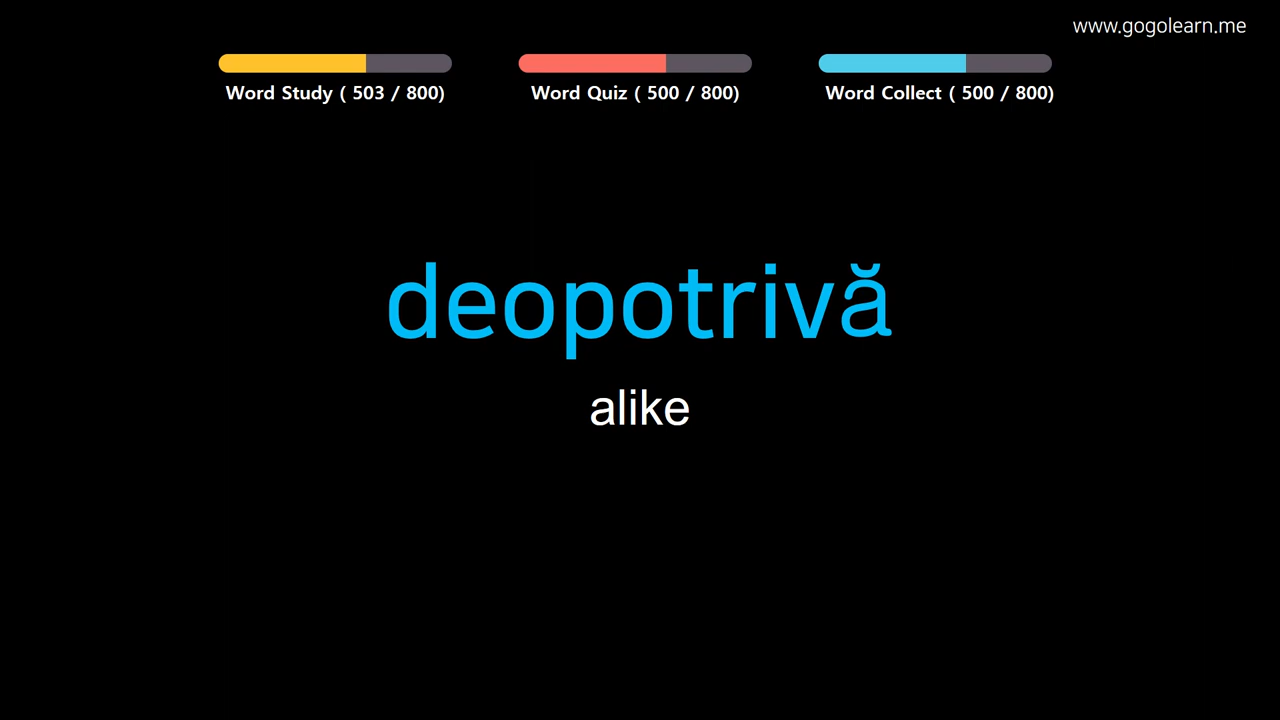 www.gogolearn.me
Word Study ( 503 / 800)
Word Quiz ( 500 / 800)
Word Collect ( 500 / 800)
deopotrivă
alike